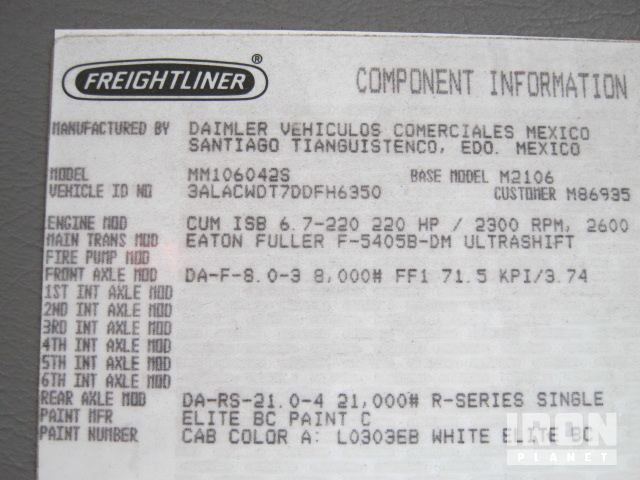 FREIGHTLINER ®
COMPONENT INFORMATION
MANUFACTURED BY DAIMLER VEHICULOS COMERCIALES MEXICO
SANTIAGO TIANGUISTENCO, EDO. MEXICO
MODEL MM106042S BASE MODEL M2106
VEHICLE ID NO 3ALACWDT7DDFH6350 CUSTOMER M86935
ENGINE MOD CUM ISB 6.7-220 220 HP / 2300 RPM, 2600
MAIN TRANS MOD EATON FULLER F-5405B-DM ULTRASHIFT
FIRE PUMP MOD
FRONT AXLE MOD DA-F-8.0-3 8,000# FF1 71.5 KPI/3.74
1ST INT AXLE MOD
2ND INT AXLE MOD
3RD INT AXLE MOD
4TH INT AXLE MOD
5TH INT AXLE MOD
6TH INT AXLE MOD
REAR AXLE MOD DA-RS-21.0-4 21,000# R-SERIES SINGLE
PAINT MFR ELITE BC PAINT C
PAINT NUMBER CAB COLOR A: L0303EB WHITE ELITE BC
IRON
PLANET